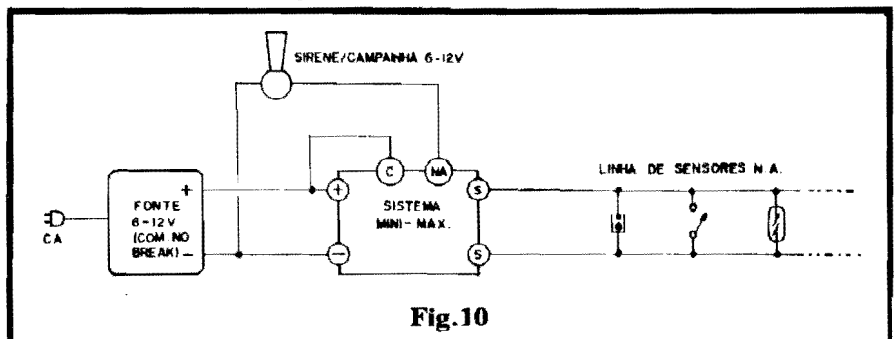 SIRENE/CAMPAINHA 6-12V
C
NA
S
LINHA DE SENSORES N.A.
+
FONTE
6-12V
(COM. NO
BREAK)
-
CA
+
SISTEMA
MINI-MAX.
-
S
Fig.10